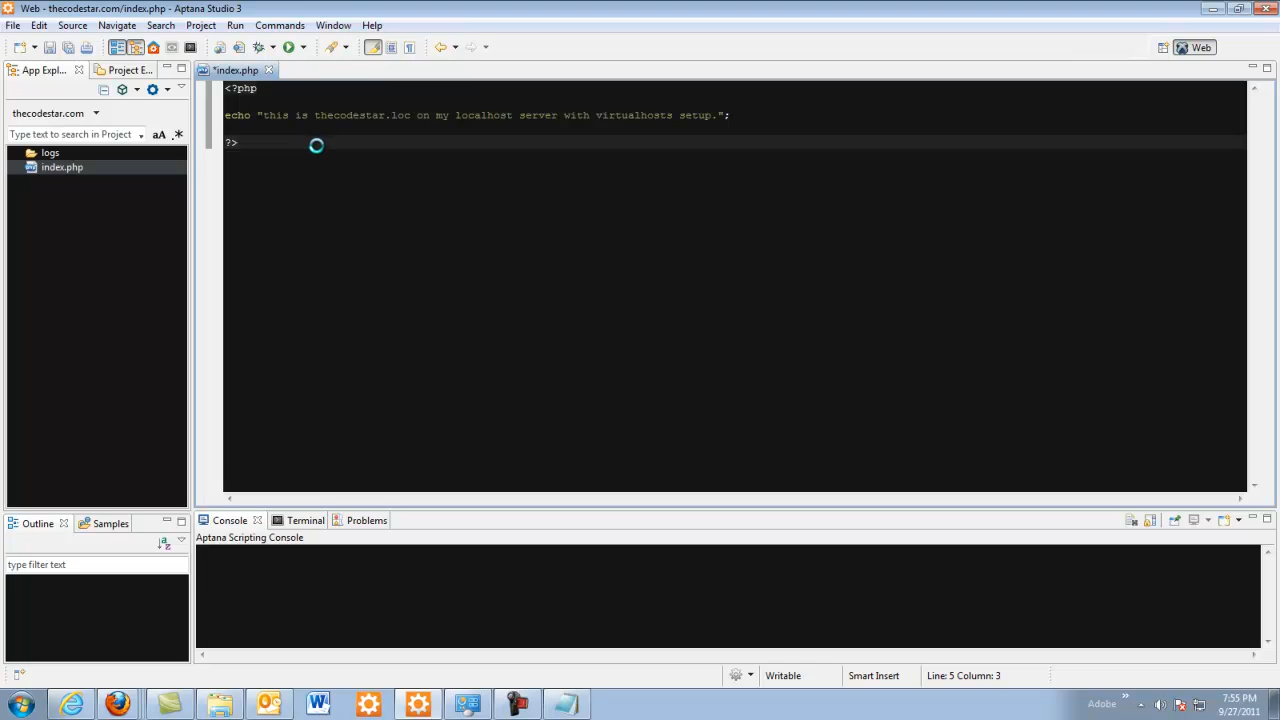 Web - thecodestar.com/index.php - Aptana Studio 3
File Edit Source Navigate Search Project Run Commands Window Help
Web
App Expl... Project E... *index.php
thecodestar.com
Type text to search in Project aA .*
logs
index.php
<?php
echo "this is thecodestar.loc on my localhost server with virtualhosts setup.";
?>
Outline Samples
type filter text
Console Terminal Problems
Aptana Scripting Console
Writable Smart Insert Line: 5 Column: 3
Adobe
7:55 PM
9/27/2011